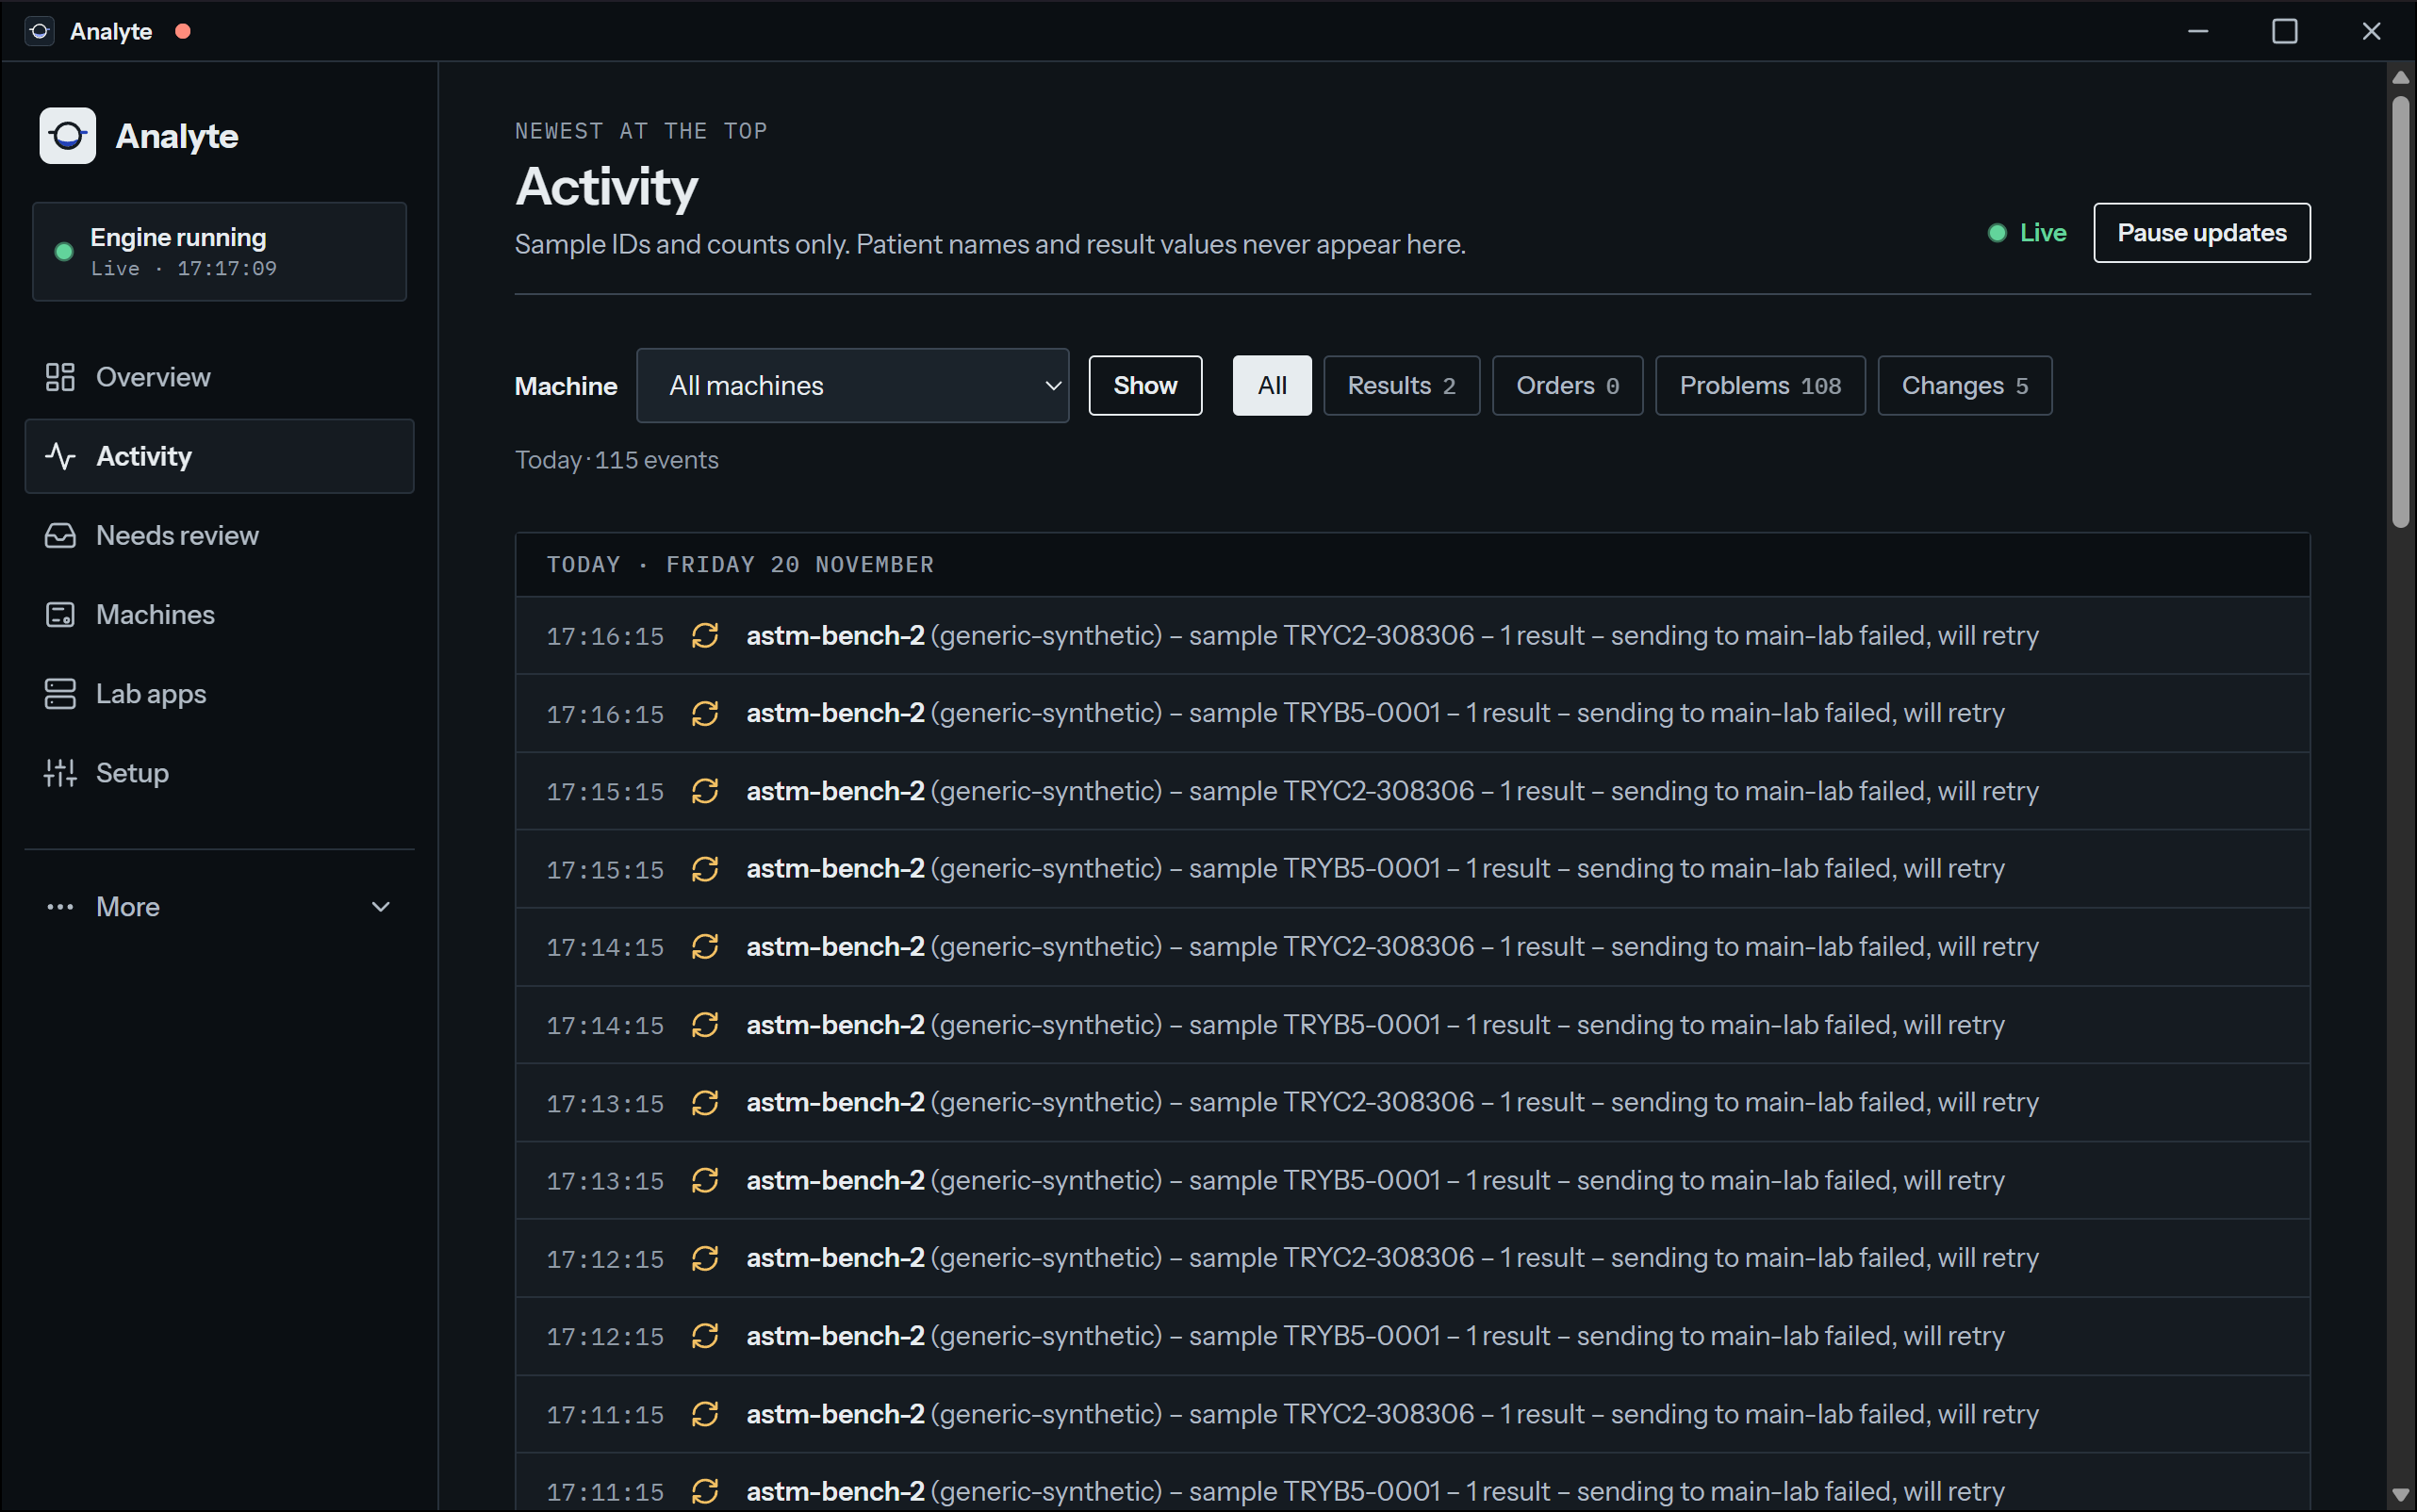 Analyte
Analyte
Engine running
Live · 17:17:09
Overview
Activity
Needs review
Machines
Lab apps
Setup
More
NEWEST AT THE TOP
Activity
Sample IDs and counts only. Patient names and result values never appear here.
Live
Pause updates
Machine All machines Show All Results 2 Orders 0 Problems 108 Changes 5
Today · 115 events
TODAY · FRIDAY 20 NOVEMBER
17:16:15 astm-bench-2 (generic-synthetic) – sample TRYC2-308306 – 1 result – sending to main-lab failed, will retry
17:16:15 astm-bench-2 (generic-synthetic) – sample TRYB5-0001 – 1 result – sending to main-lab failed, will retry
17:15:15 astm-bench-2 (generic-synthetic) – sample TRYC2-308306 – 1 result – sending to main-lab failed, will retry
17:15:15 astm-bench-2 (generic-synthetic) – sample TRYB5-0001 – 1 result – sending to main-lab failed, will retry
17:14:15 astm-bench-2 (generic-synthetic) – sample TRYC2-308306 – 1 result – sending to main-lab failed, will retry
17:14:15 astm-bench-2 (generic-synthetic) – sample TRYB5-0001 – 1 result – sending to main-lab failed, will retry
17:13:15 astm-bench-2 (generic-synthetic) – sample TRYC2-308306 – 1 result – sending to main-lab failed, will retry
17:13:15 astm-bench-2 (generic-synthetic) – sample TRYB5-0001 – 1 result – sending to main-lab failed, will retry
17:12:15 astm-bench-2 (generic-synthetic) – sample TRYC2-308306 – 1 result – sending to main-lab failed, will retry
17:12:15 astm-bench-2 (generic-synthetic) – sample TRYB5-0001 – 1 result – sending to main-lab failed, will retry
17:11:15 astm-bench-2 (generic-synthetic) – sample TRYC2-308306 – 1 result – sending to main-lab failed, will retry
17:11:15 astm-bench-2 (generic-synthetic) – sample TRYB5-0001 – 1 result – sending to main-lab failed, will retry